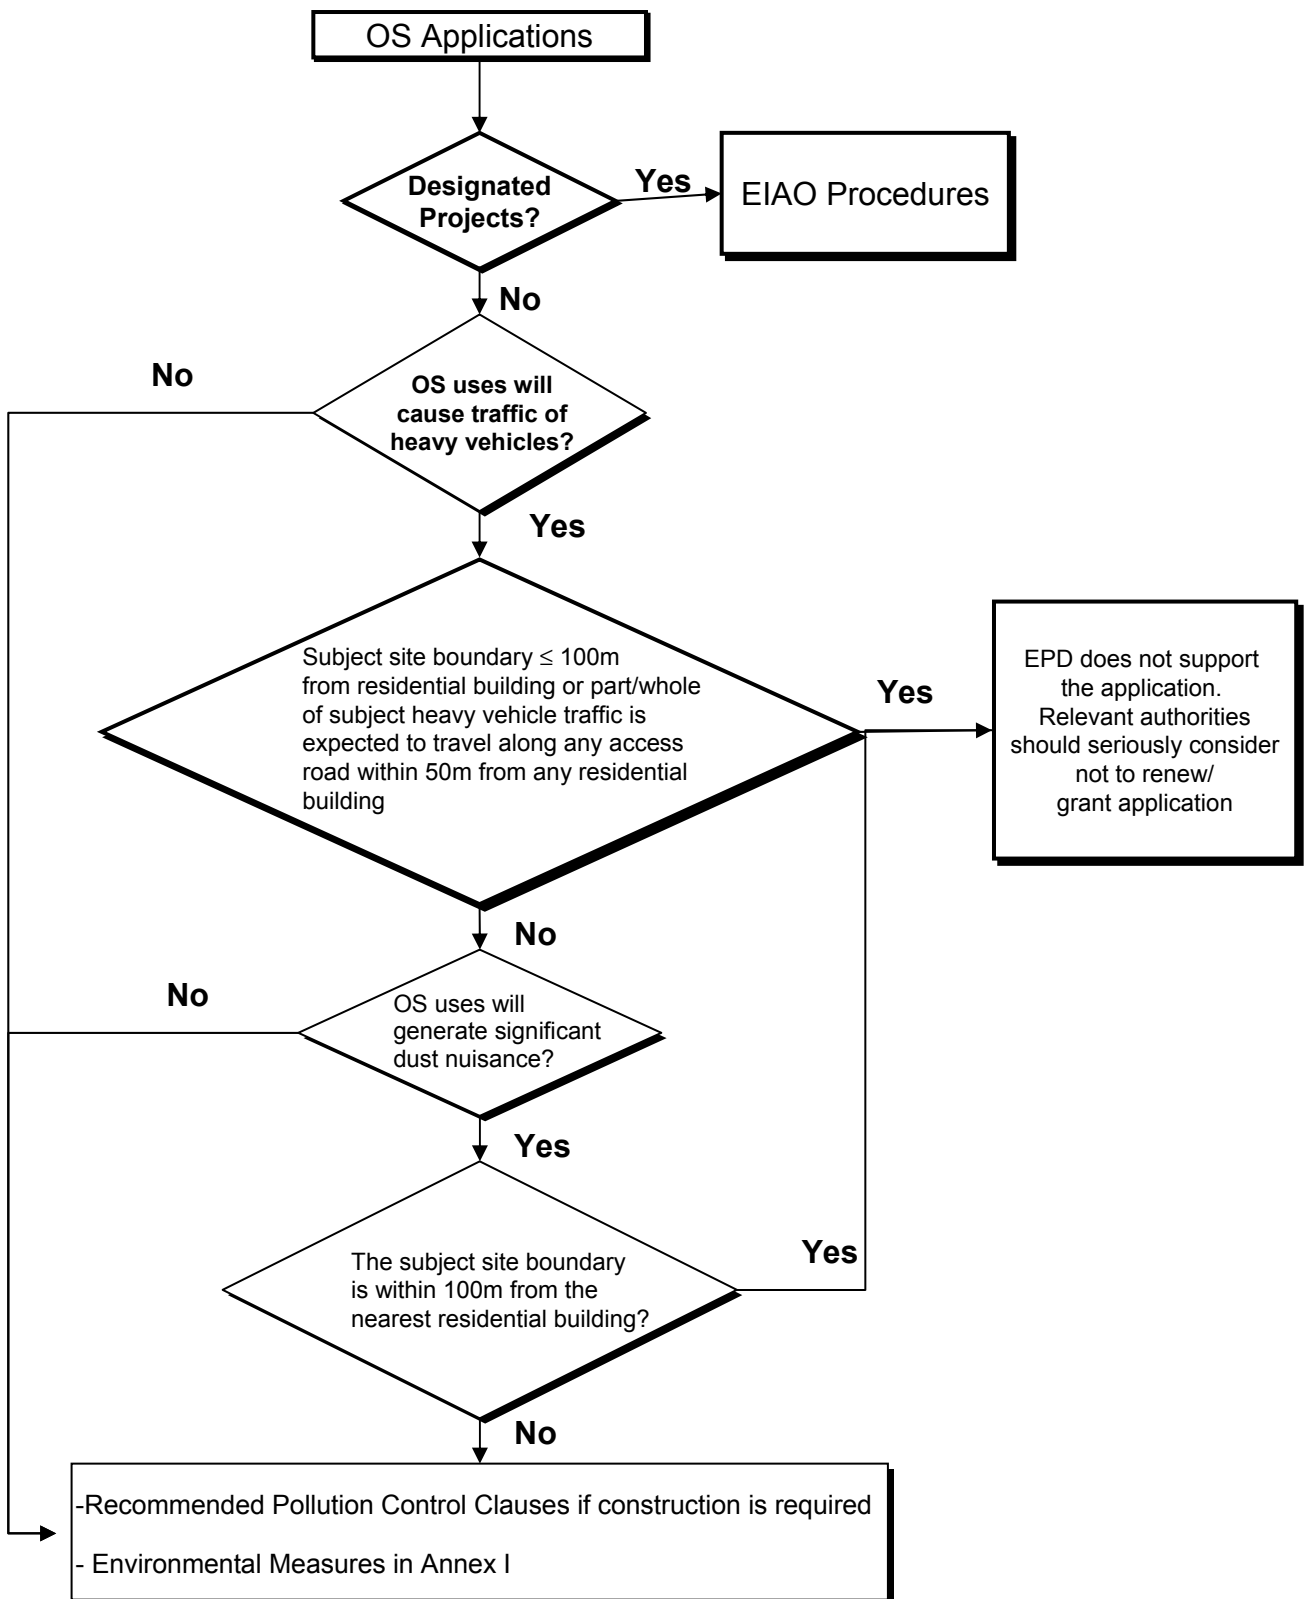 OS Applications
Designated
Projects?
Yes
EIAO Procedures
No
No
OS uses will
cause traffic of
heavy vehicles?
Yes
Subject site boundary ≤ 100m
from residential building or part/whole
of subject heavy vehicle traffic is
expected to travel along any access
road within 50m from any residential
building
Yes
EPD does not support
the application.
Relevant authorities
should seriously consider
not to renew/
grant application
No
No
OS uses will
generate significant
dust nuisance?
Yes
The subject site boundary
is within 100m from the
nearest residential building?
Yes
No
-Recommended Pollution Control Clauses if construction is required
- Environmental Measures in Annex I